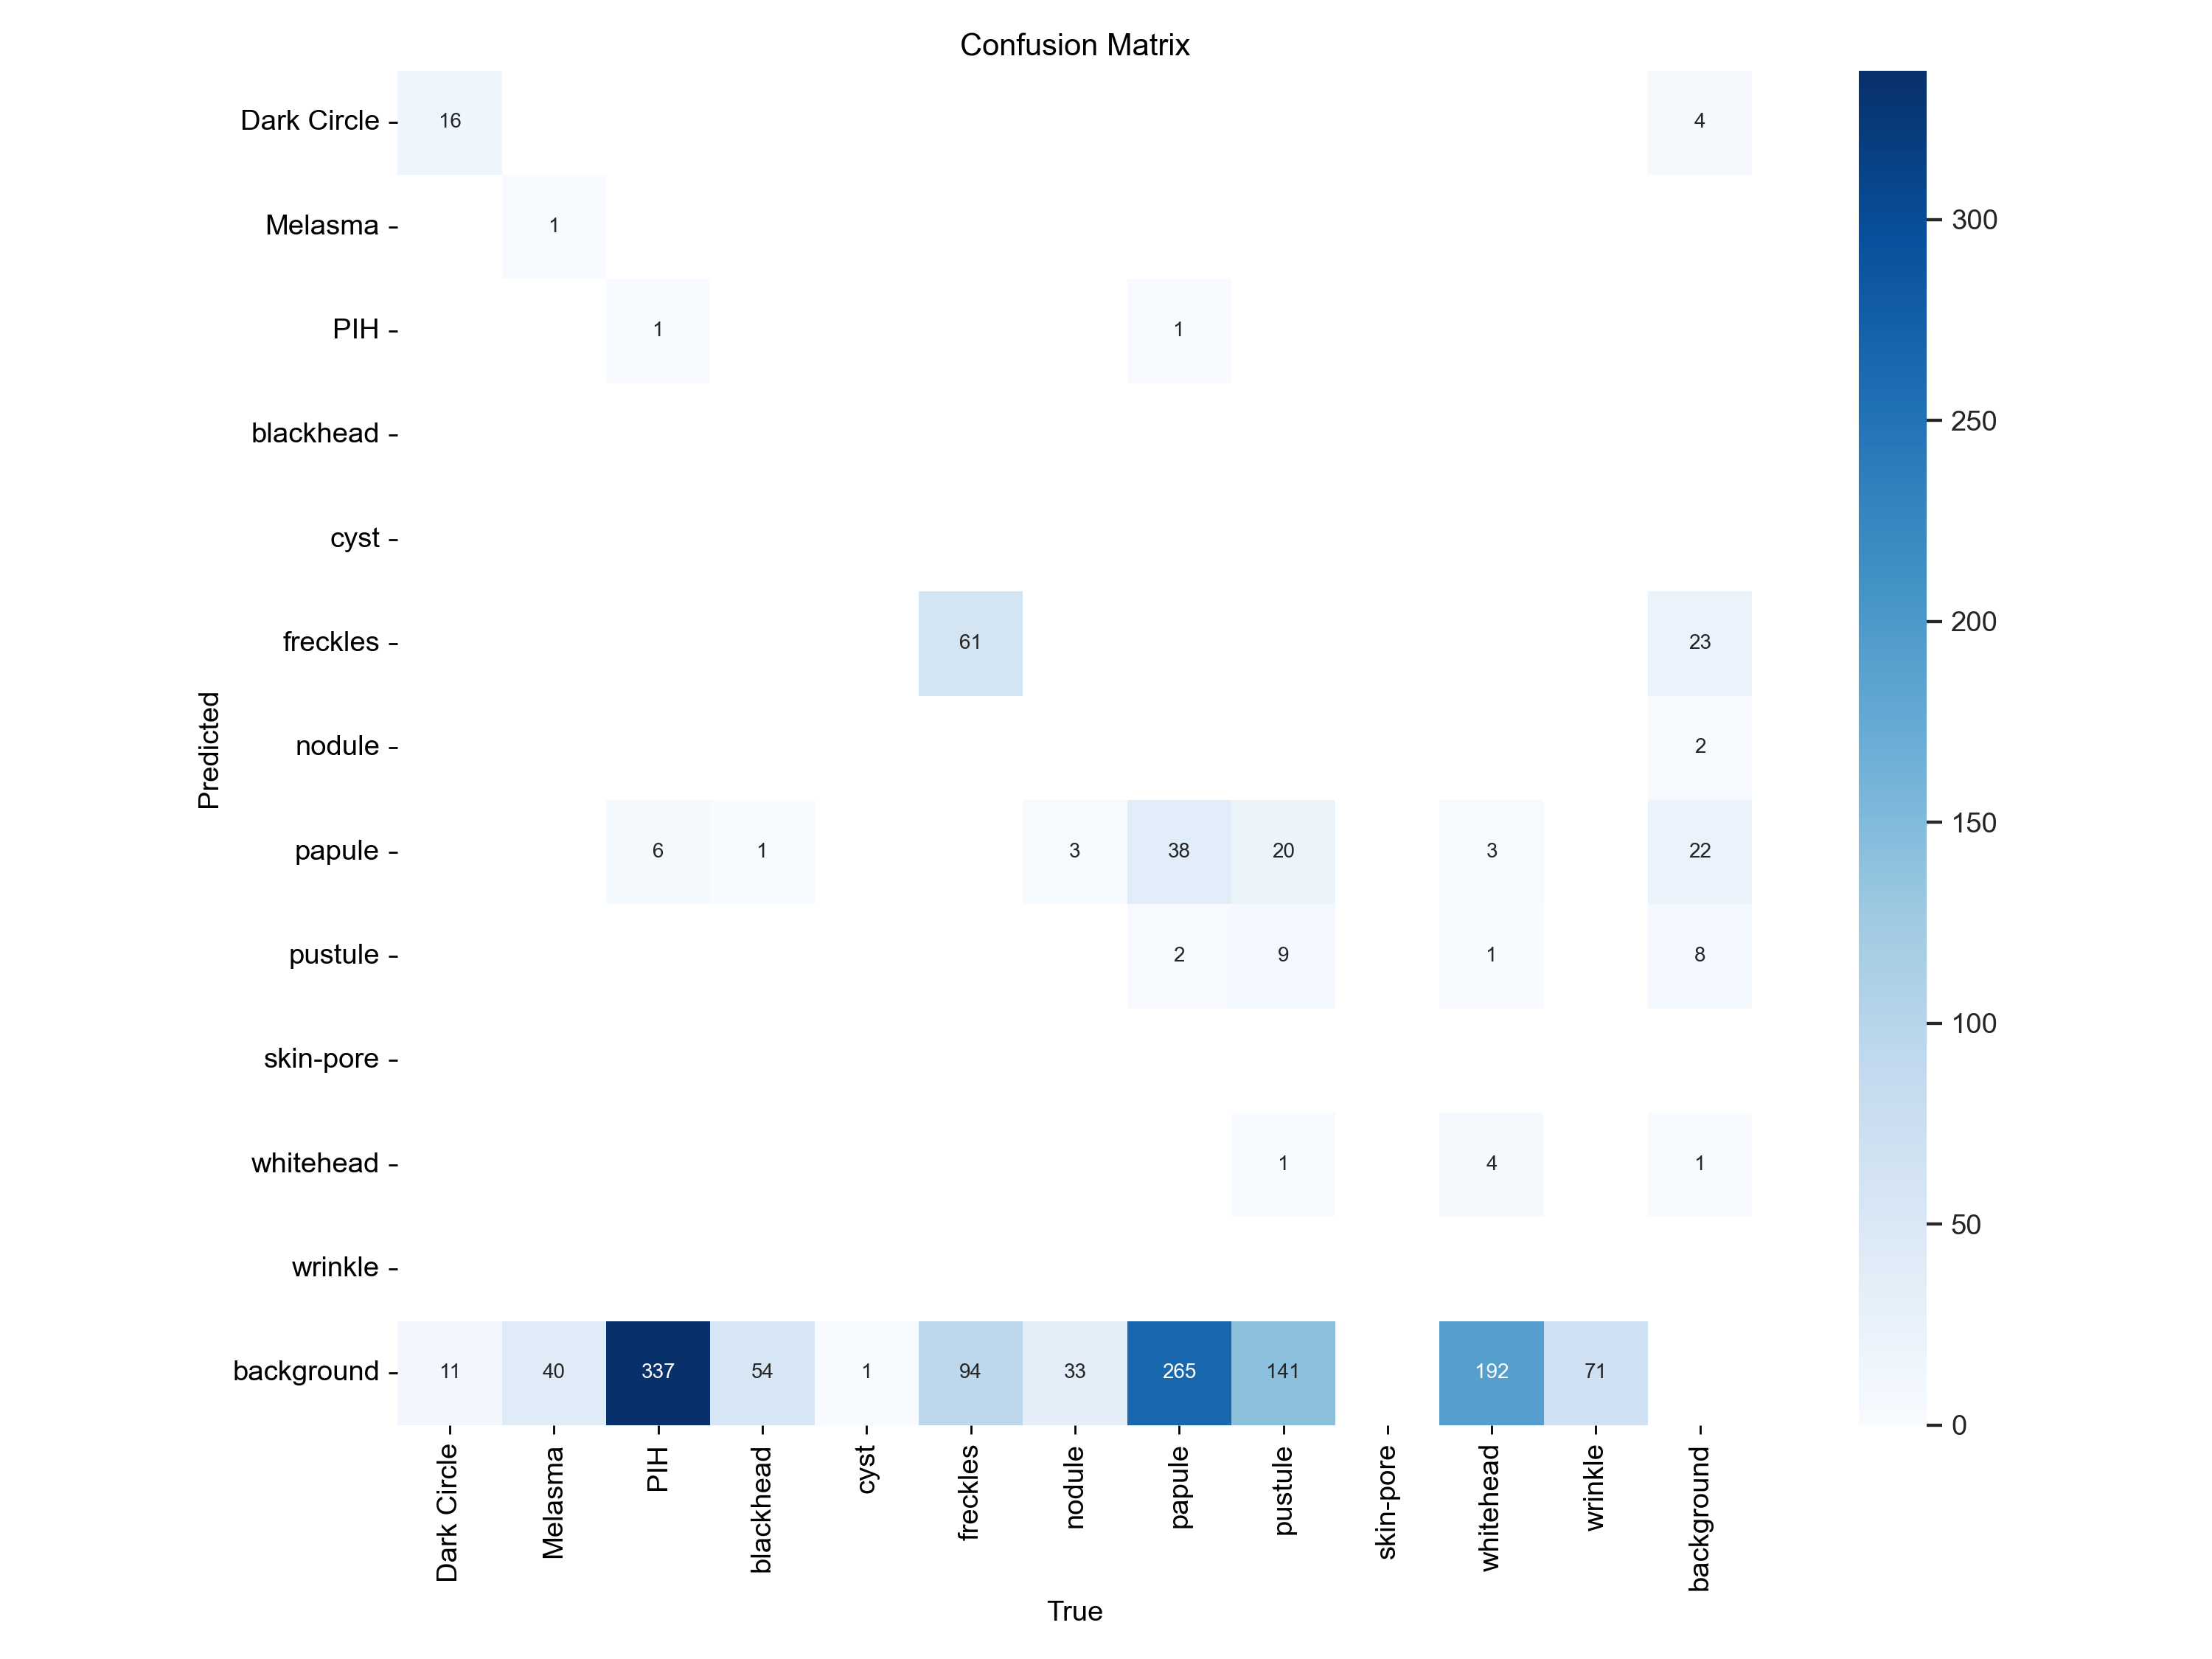 Confusion Matrix
Dark Circle 16 4
Melasma 1
PIH 1 1
blackhead
cyst
freckles 61 23
nodule 2
papule 6 1 3 38 20 3 22
pustule 2 9 1 8
skin-pore
whitehead 1 4 1
wrinkle
background 11 40 337 54 1 94 33 265 141 192 71
Predicted
Dark Circle Melasma PIH blackhead cyst freckles nodule papule pustule skin-pore whitehead wrinkle background
True
300
250
200
150
100
50
0